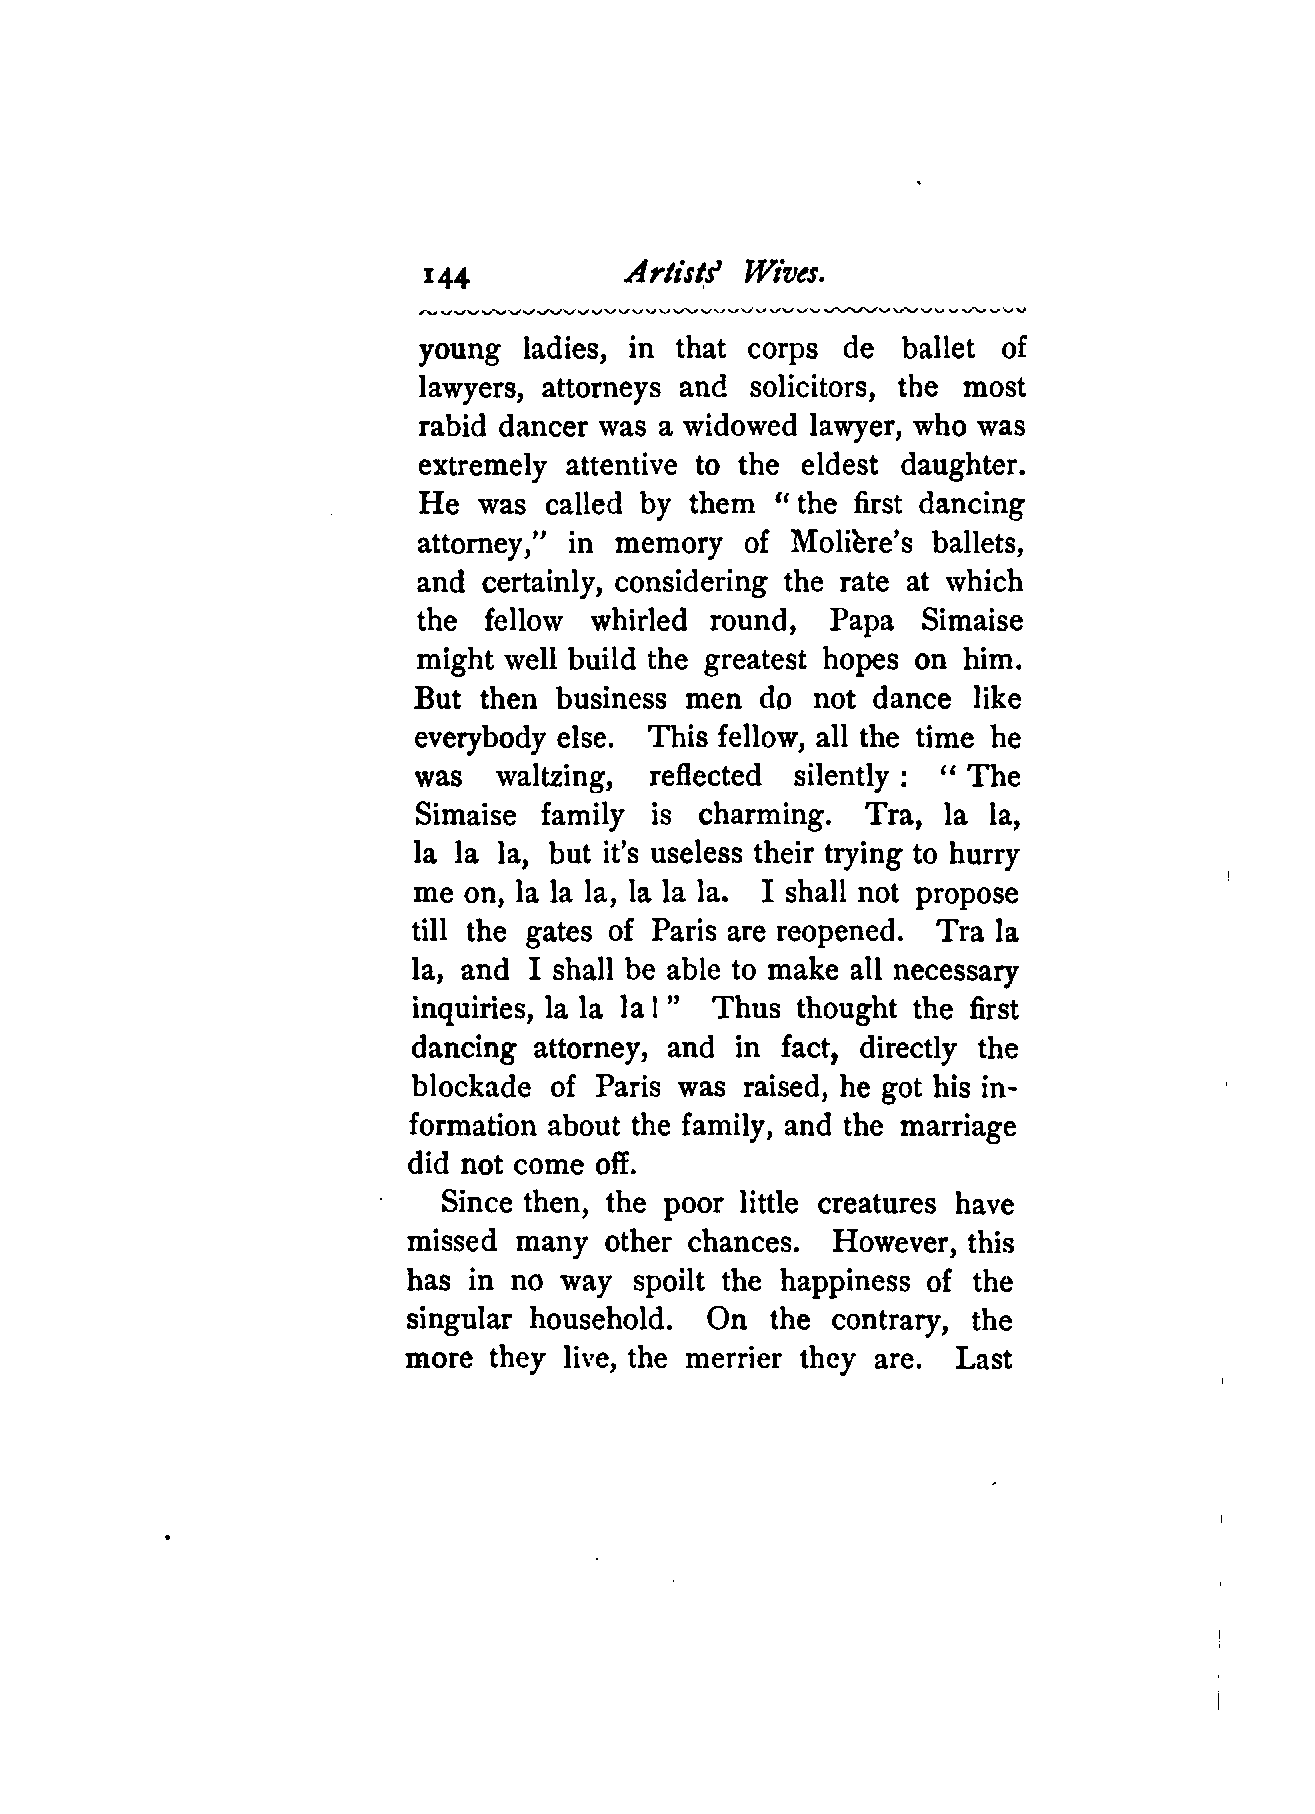 144 Artists' Wives.
young ladies, in that corps de ballet of
lawyers, attorneys and solicitors, the most
rabid dancer was a widowed lawyer, who was
extremely attentive to the eldest daughter.
He was called by them " the first dancing
attorney," in memory of Molière's ballets,
and certainly, considering the rate at which
the fellow whirled round, Papa Simaise
might well build the greatest hopes on him.
But then business men do not dance like
everybody else. This fellow, all the time he
was waltzing, reflected silently : " The
Simaise family is charming. Tra, la la,
la la la, but it's useless their trying to hurry
me on, la la la, la la la. I shall not propose
till the gates of Paris are reopened. Tra la
la, and I shall be able to make all necessary
inquiries, la la la ! " Thus thought the first
dancing attorney, and in fact, directly the
blockade of Paris was raised, he got his in-
formation about the family, and the marriage
did not come off.
Since then, the poor little creatures have
missed many other chances. However, this
has in no way spoilt the happiness of the
singular household. On the contrary, the
more they live, the merrier they are. Last